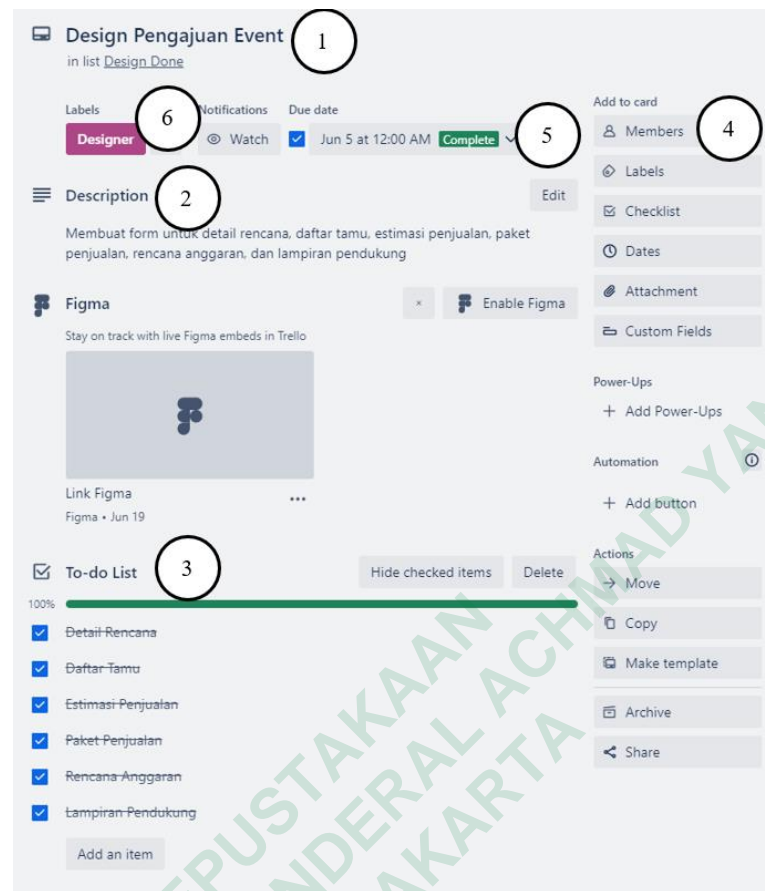 Design Pengajuan Event
1
in list Design Done
Labels
6
Notifications
Due date
Designer
Watch
Jun 5 at 12:00 AM Complete
5
Description
2
Edit
Membuat form untuk detail rencana, daftar tamu, estimasi penjualan, paket
penjualan, rencana anggaran, dan lampiran pendukung
Figma
×
Enable Figma
Stay on track with live Figma embeds in Trello
Link Figma
Figma • Jun 19
To-do List
3
Hide checked items
Delete
100%
Detail Rencana
Daftar Tamu
Estimasi Penjualan
Paket Penjualan
Rencana Anggaran
Lampiran Pendukung
Add an item
Add to card
Members
4
Labels
Checklist
Dates
Attachment
Custom Fields
Power-Ups
+ Add Power-Ups
Automation
+ Add button
Actions
Move
Copy
Make template
Archive
Share
EPUSTAKAAN
NDERAL ACHMAD YAN
AKARTA